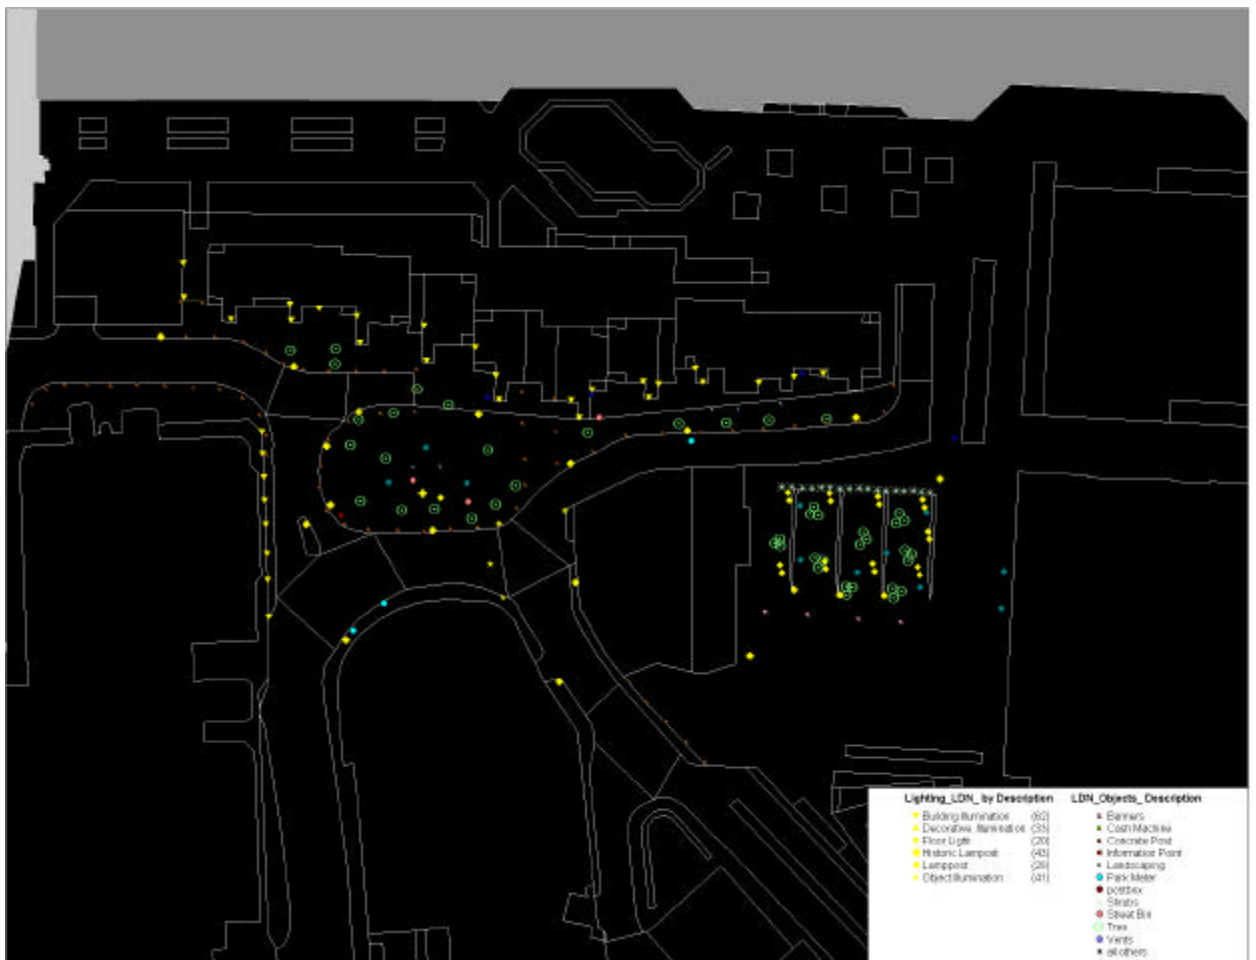 Lighting_LDN_ by Description
Building Illumination (62)
Decorative Illumination (33)
Floor Light (20)
Historic Lampost (43)
Lamppost (29)
Object Illumination (41)
LDN_Objects_ Description
Banners
Cash Machine
Concrete Post
Information Point
Landscaping
Park Meter
postbox
Shrubs
Street Bin
Tree
Vents
all others